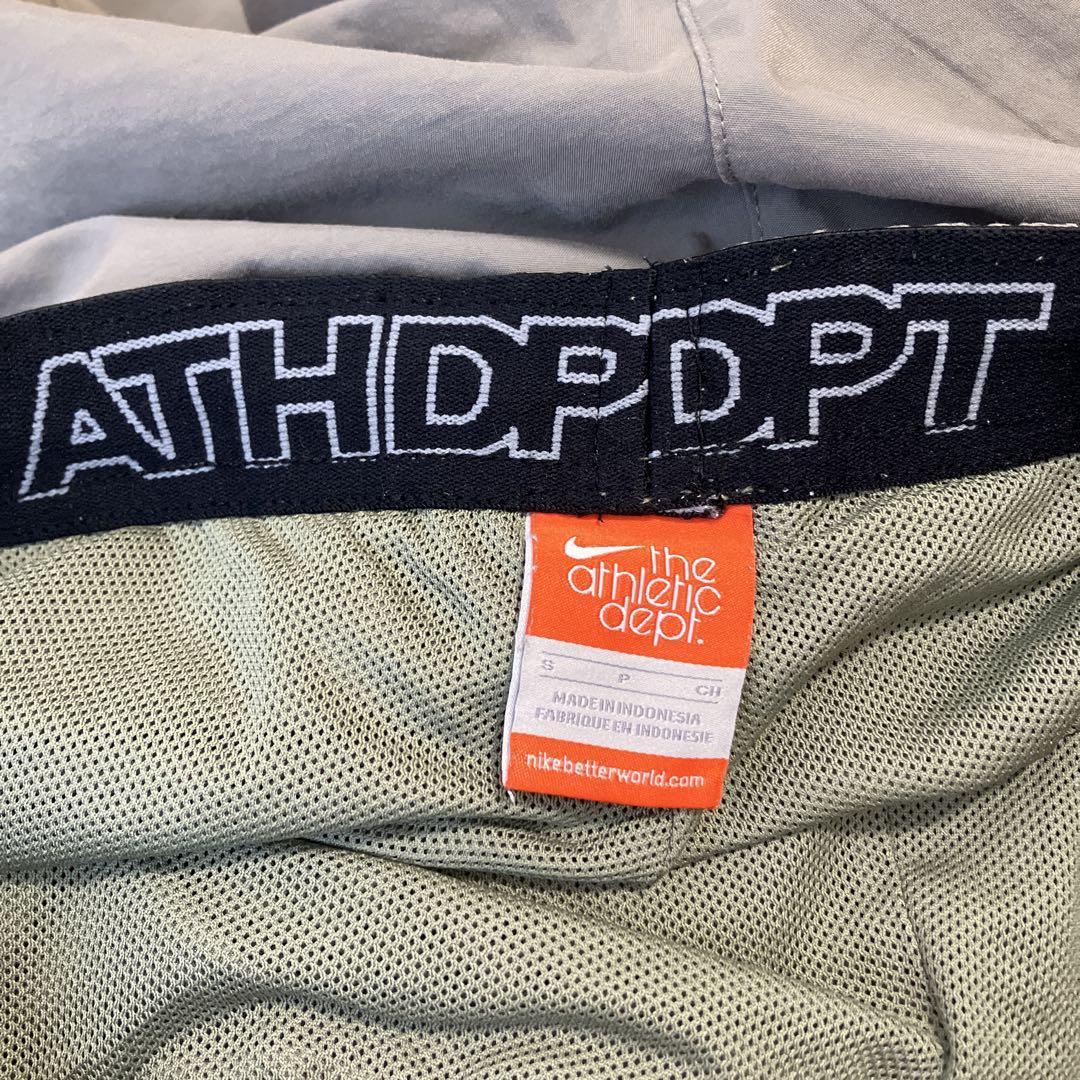 ATHDPDPT
the
athletic
dept.
S P CH
MADE IN INDONESIA
FABRIQUE EN INDONESIE
nikebetterworld.com